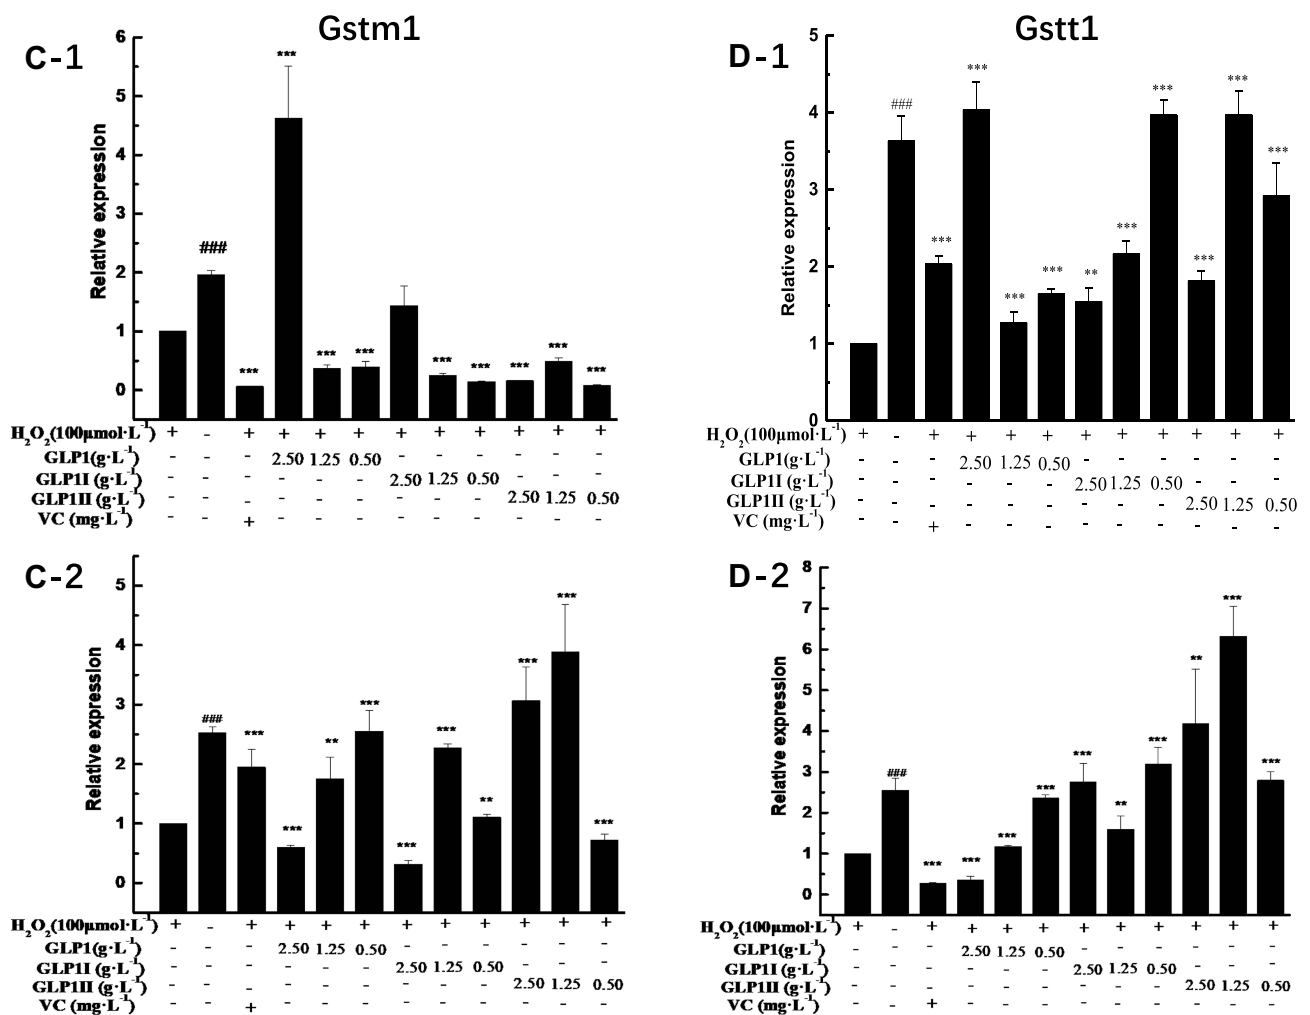 Gstm1
C-1
6
5
4
3
2
1
0
Relative expression
### *** *** *** *** *** *** *** *** ***
H₂O₂(100μmol·L⁻¹) + - + + + + + + + + + +
GLP1(g·L⁻¹) - - - 2.50 1.25 0.50 - - - - - -
GLP1I (g·L⁻¹) - - - - - - 2.50 1.25 0.50 - - -
GLP1II (g·L⁻¹) - - - - - - - - - 2.50 1.25 0.50
VC (mg·L⁻¹) - - + - - - - - - - - -
Gstt1
D-1
5
4
3
2
1
0
Relative expression
### *** *** *** *** ** *** *** *** *** ***
H₂O₂(100μmol·L⁻¹) + - + + + + + + + + + +
GLP1(g·L⁻¹) - - - 2.50 1.25 0.50 - - - - - -
GLP1I (g·L⁻¹) - - - - - - 2.50 1.25 0.50 - - -
GLP1II (g·L⁻¹) - - - - - - - - - 2.50 1.25 0.50
VC (mg·L⁻¹) - - + - - - - - - - - -
C-2
5
4
3
2
1
0
Relative expression
### *** *** ** *** *** *** ** *** *** ***
H₂O₂(100μmol·L⁻¹) + - + + + + + + + + + +
GLP1(g·L⁻¹) - - - 2.50 1.25 0.50 - - - - - -
GLP1I (g·L⁻¹) - - - - - - 2.50 1.25 0.50 - - -
GLP1II (g·L⁻¹) - - - - - - - - - 2.50 1.25 0.50
VC (mg·L⁻¹) - - + - - - - - - - - -
D-2
8
7
6
5
4
3
2
1
0
Relative expression
### *** *** *** *** *** ** *** ** *** ***
H₂O₂(100μmol·L⁻¹) + - + + + + + + + + + +
GLP1(g·L⁻¹) - - - 2.50 1.25 0.50 - - - - - -
GLP1I (g·L⁻¹) - - - - - - 2.50 1.25 0.50 - - -
GLP1II (g·L⁻¹) - - - - - - - - - 2.50 1.25 0.50
VC (mg·L⁻¹) - - + - - - - - - - - -